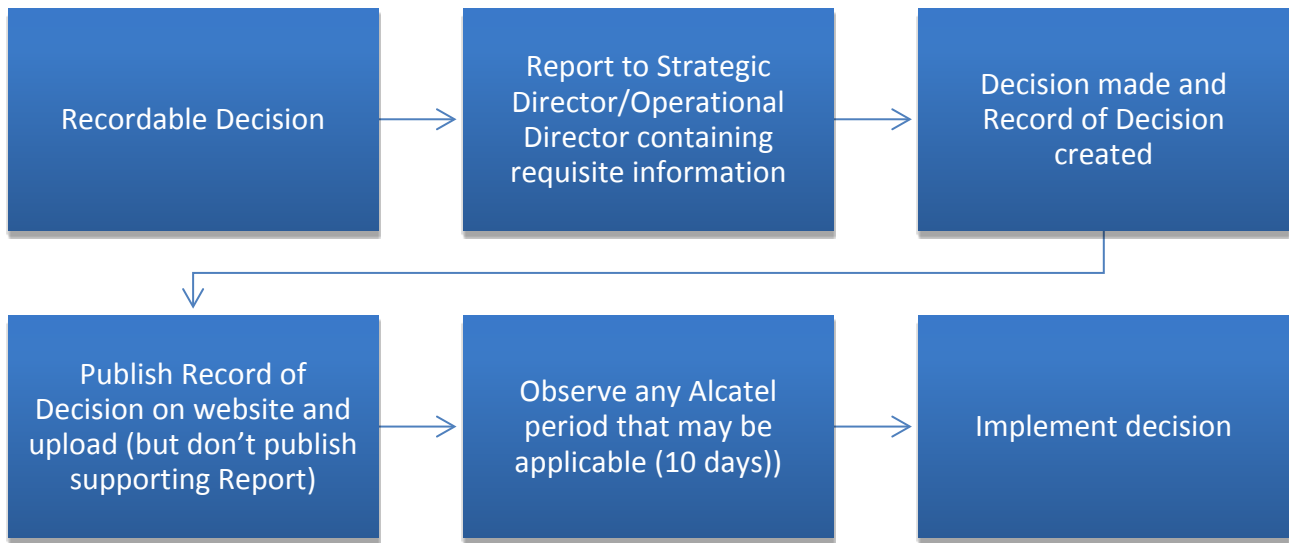 Recordable Decision
Report to Strategic
Director/Operational
Director containing
requisite information
Decision made and
Record of Decision
created
Publish Record of
Decision on website and
upload (but don’t publish
supporting Report)
Observe any Alcatel
period that may be
applicable (10 days))
Implement decision